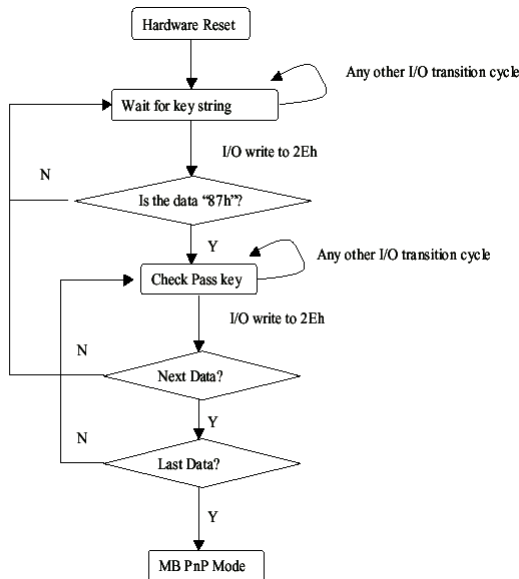 Hardware Reset
Any other I/O transition cycle
Wait for key string
I/O write to 2Eh
N
Is the data “87h”?
Y
Any other I/O transition cycle
Check Pass key
I/O write to 2Eh
N
Next Data?
Y
N
Last Data?
Y
MB PnP Mode